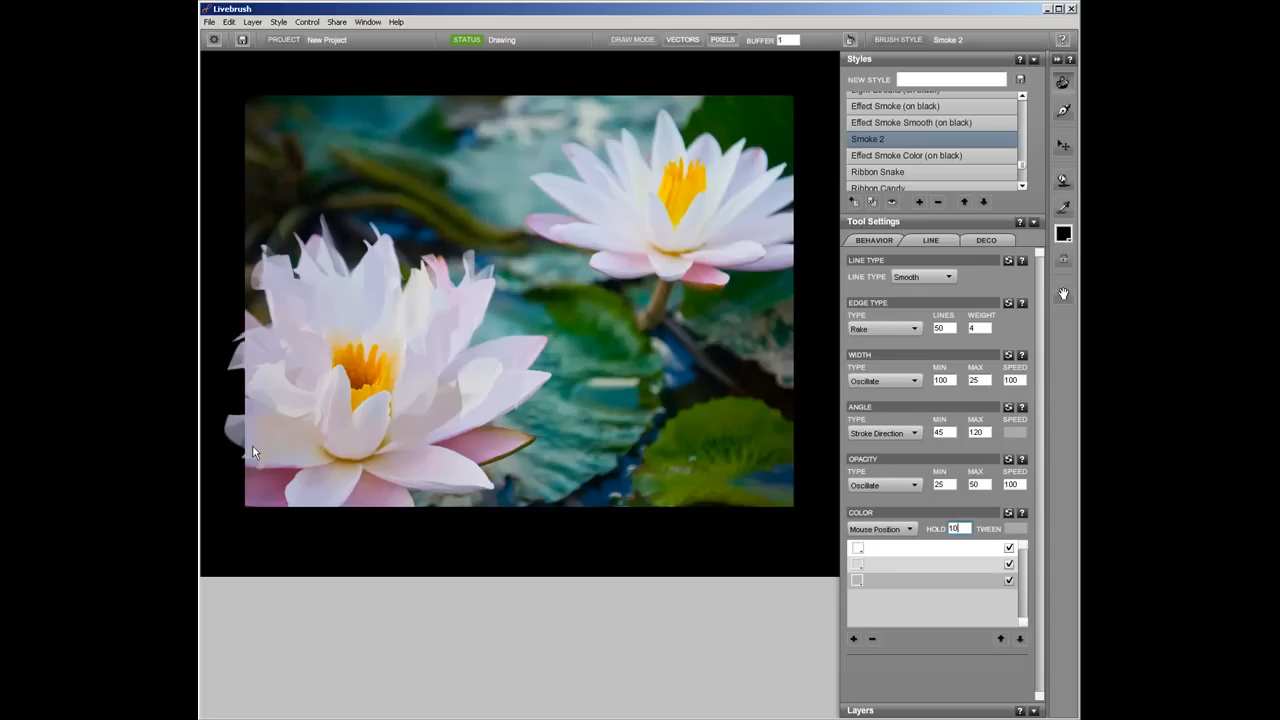 Livebrush
File Edit Layer Style Control Share Window Help
PROJECT New Project STATUS Drawing DRAW MODE VECTORS PIXELS BUFFER 1 BRUSH STYLE Smoke 2 ?
Styles ?
NEW STYLE
Effect Smoke (on black)
Effect Smoke Smooth (on black)
Smoke 2
Effect Smoke Color (on black)
Ribbon Snake
Ribbon Candy
Tool Settings ?
BEHAVIOR LINE DECO
LINE TYPE ?
LINE TYPE Smooth
EDGE TYPE ?
TYPE LINES WEIGHT
Rake 50 4
WIDTH ?
TYPE MIN MAX SPEED
Oscillate 100 25 100
ANGLE ?
TYPE MIN MAX SPEED
Stroke Direction 45 120
OPACITY ?
TYPE MIN MAX SPEED
Oscillate 25 50 100
COLOR ?
Mouse Position HOLD 10 TWEEN
Layers ?